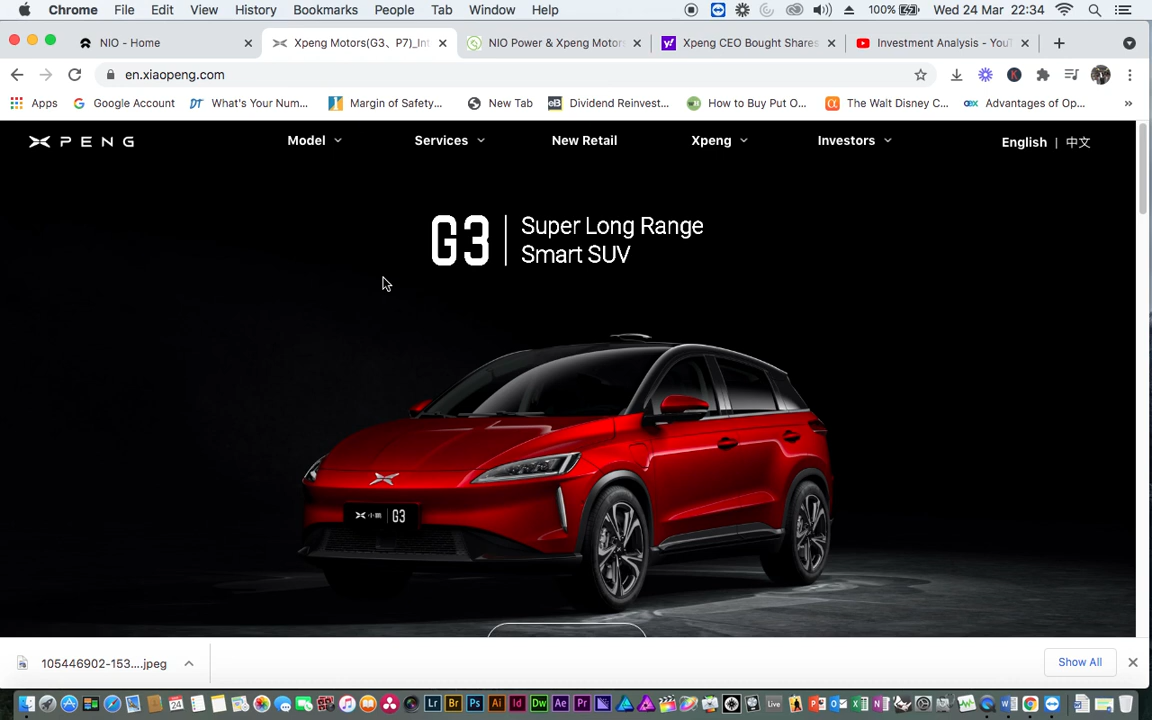 Chrome File Edit View History Bookmarks People Tab Window Help 100% Wed 24 Mar 22:34
NIO - Home
Xpeng Motors(G3、P7)_Int
NIO Power & Xpeng Motor
Xpeng CEO Bought Shares
Investment Analysis - You
en.xiaopeng.com
Apps Google Account What's Your Num... Margin of Safety... New Tab Dividend Reinvest... How to Buy Put O... The Walt Disney C... Advantages of Op... »
XPENG Model Services New Retail Xpeng Investors English | 中文
G3 Super Long Range
Smart SUV
小鹏 G3
105446902-153....jpeg Show All